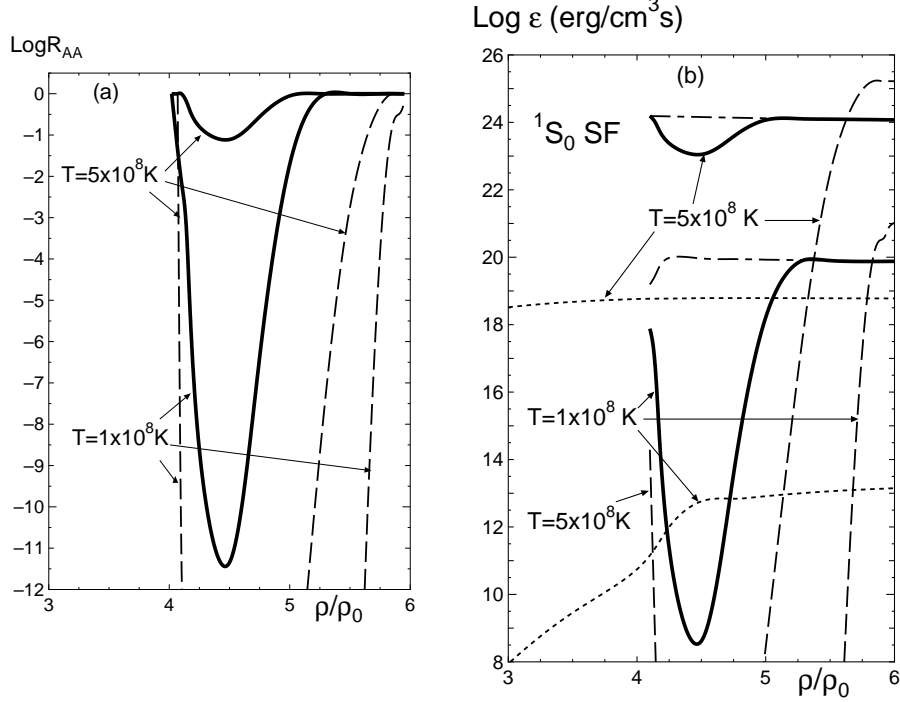 LogR_AA
(a)
0
−1
−2
−3
−4
−5
−6
−7
−8
−9
−10
−11
−12
T=5x10^8K
T=1x10^8K
3
4
5
6
ρ/ρ_0
Log ε (erg/cm^3s)
(b)
26
24
22
20
18
16
14
12
10
8
^1S_0 SF
T=5x10^8 K
T=1x10^8 K
T=5x10^8K
3
4
5
6
ρ/ρ_0